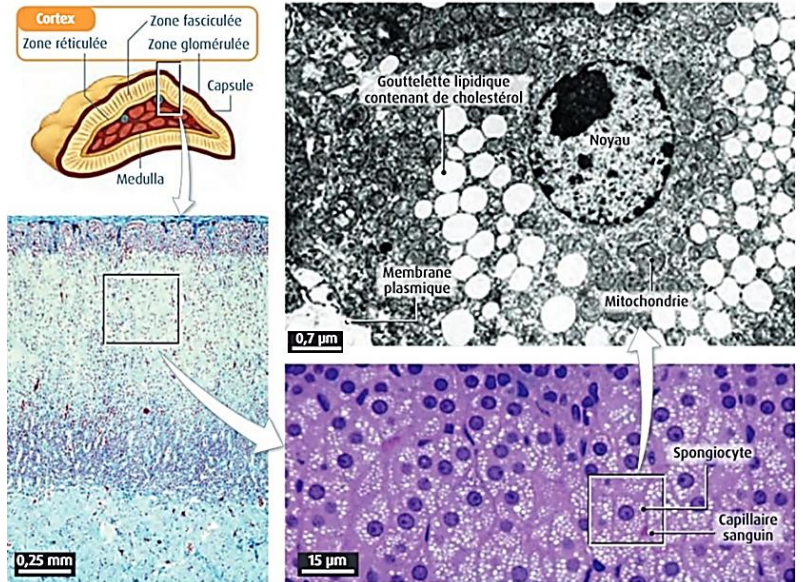 Cortex
Zone fasciculée
Zone réticulée
Zone glomérulée
Capsule
Medulla
0,25 mm
Gouttelette lipidique
contenant de cholestérol
Noyau
Membrane
plasmique
Mitochondrie
0,7 µm
Spongiocyte
Capillaire
sanguin
15 µm